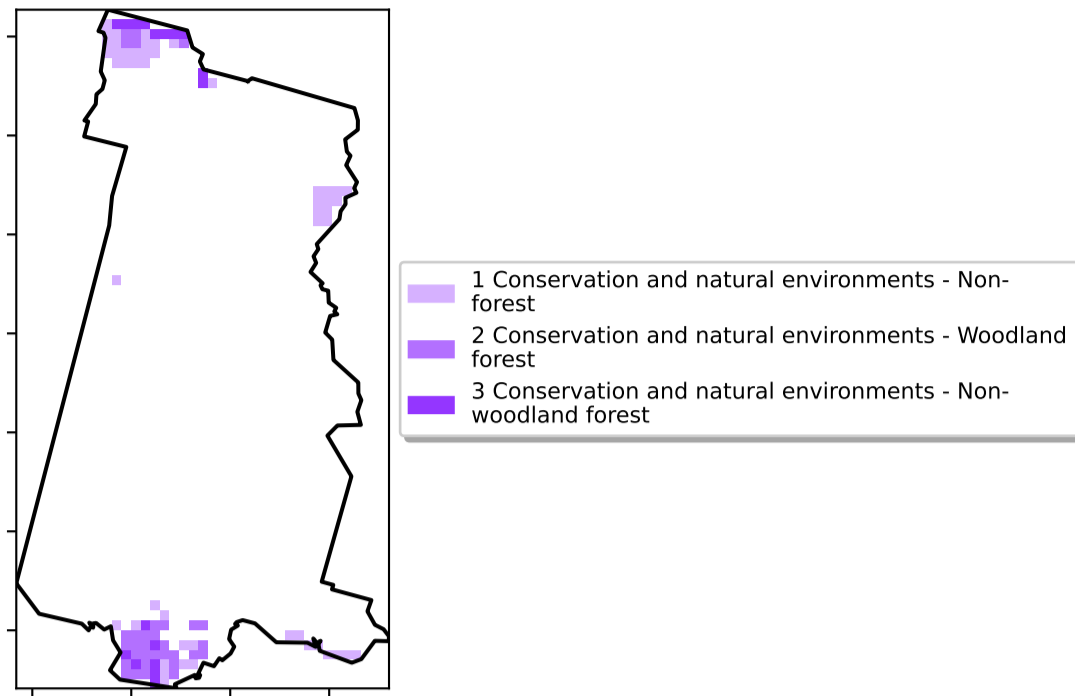 1 Conservation and natural environments - Non-
forest
2 Conservation and natural environments - Woodland
forest
3 Conservation and natural environments - Non-
woodland forest